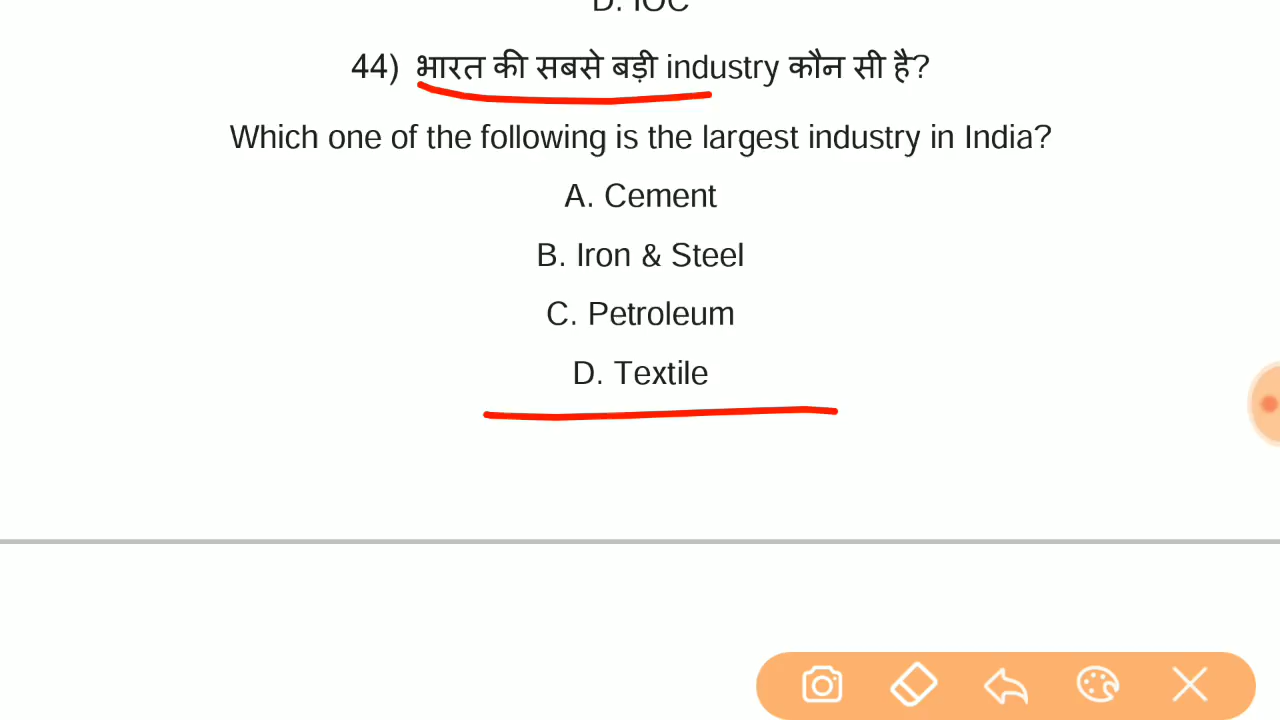 D. IOC
44) भारत की सबसे बड़ी industry कौन सी है?
Which one of the following is the largest industry in India?
A. Cement
B. Iron & Steel
C. Petroleum
D. Textile